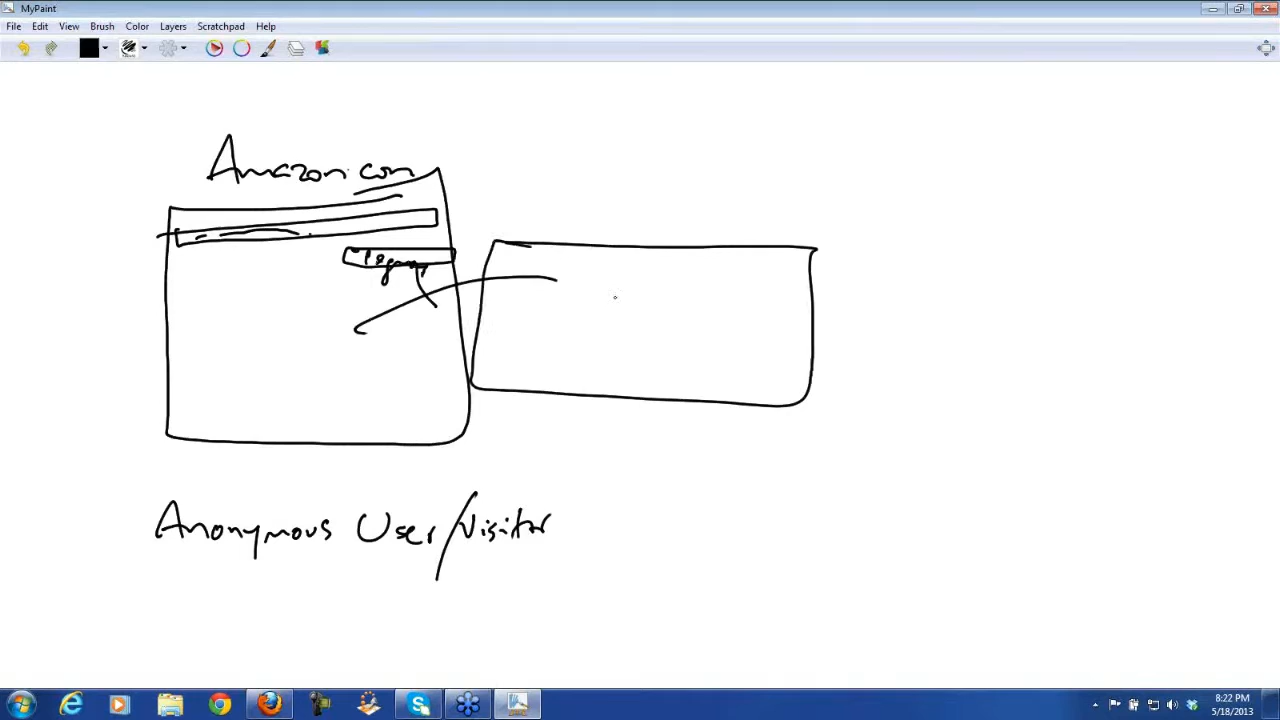 MyPaint
File Edit View Brush Color Layers Scratchpad Help
Amazon.com
Anonymous User/Visitor
8:22 PM
5/18/2013